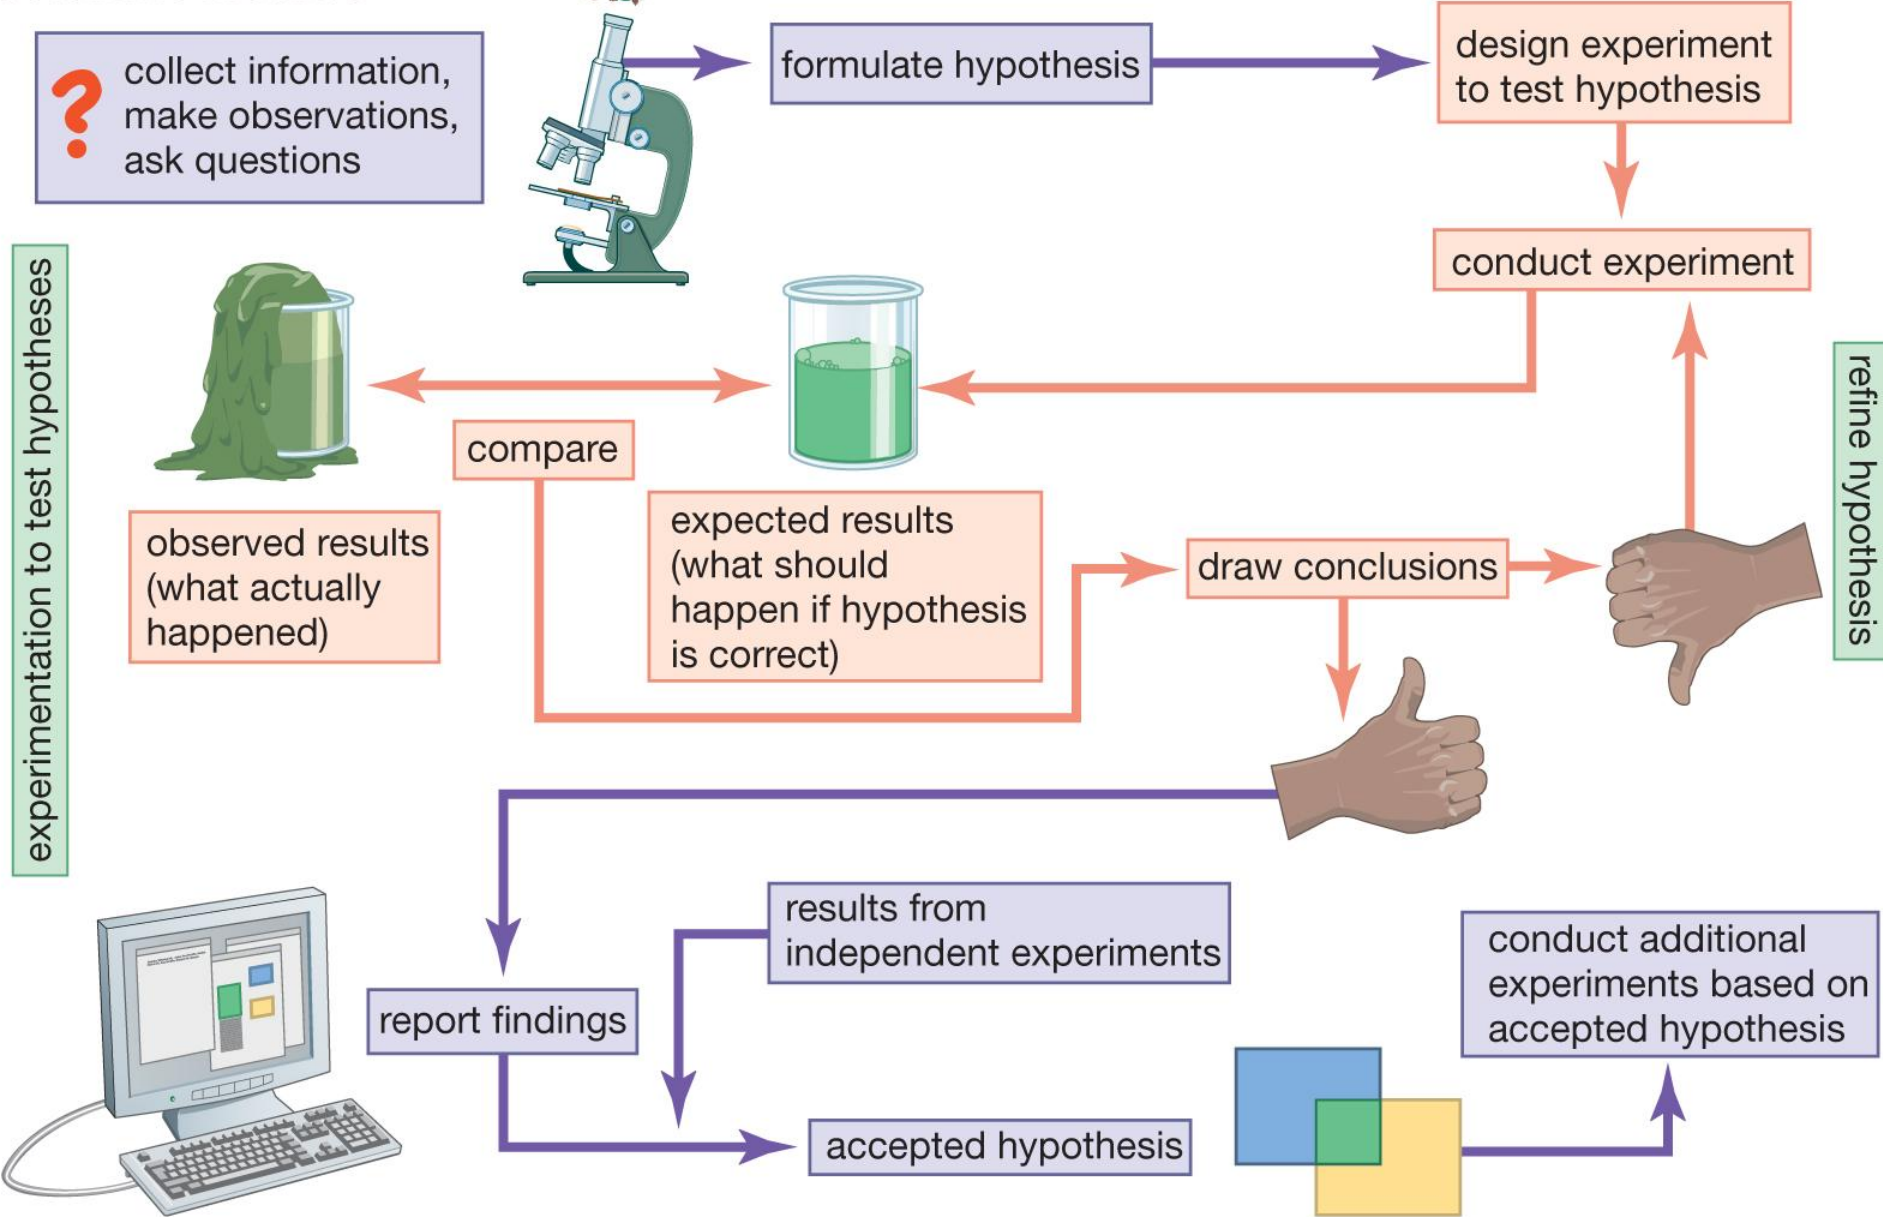 collect information,
make observations,
ask questions
formulate hypothesis
design experiment
to test hypothesis
conduct experiment
experimentation to test hypotheses
refine hypothesis
compare
observed results
(what actually
happened)
expected results
(what should
happen if hypothesis
is correct)
draw conclusions
results from
independent experiments
report findings
accepted hypothesis
conduct additional
experiments based on
accepted hypothesis